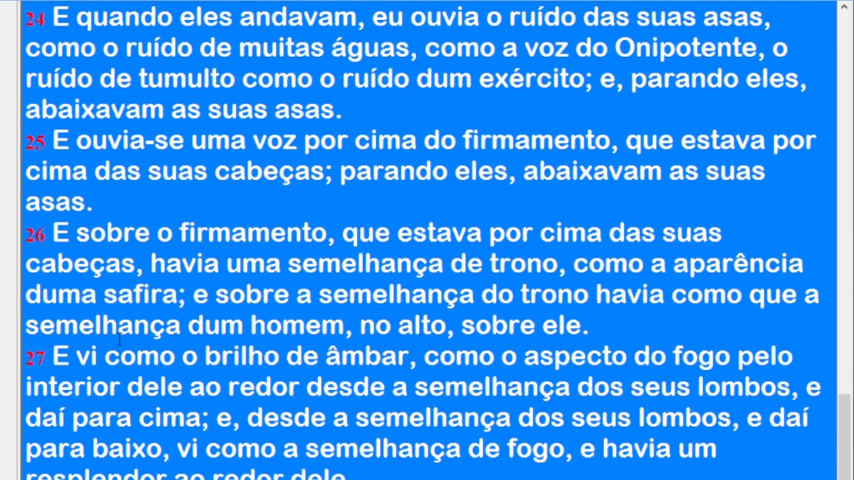 24 E quando eles andavam, eu ouvia o ruído das suas asas,
como o ruído de muitas águas, como a voz do Onipotente, o
ruído de tumulto como o ruído dum exército; e, parando eles,
abaixavam as suas asas.
25 E ouvia-se uma voz por cima do firmamento, que estava por
cima das suas cabeças; parando eles, abaixavam as suas
asas.
26 E sobre o firmamento, que estava por cima das suas
cabeças, havia uma semelhança de trono, como a aparência
duma safira; e sobre a semelhança do trono havia como que a
semelhança dum homem, no alto, sobre ele.
27 E vi como o brilho de âmbar, como o aspecto do fogo pelo
interior dele ao redor desde a semelhança dos seus lombos, e
daí para cima; e, desde a semelhança dos seus lombos, e daí
para baixo, vi como a semelhança de fogo, e havia um
resplendor ao redor dele.